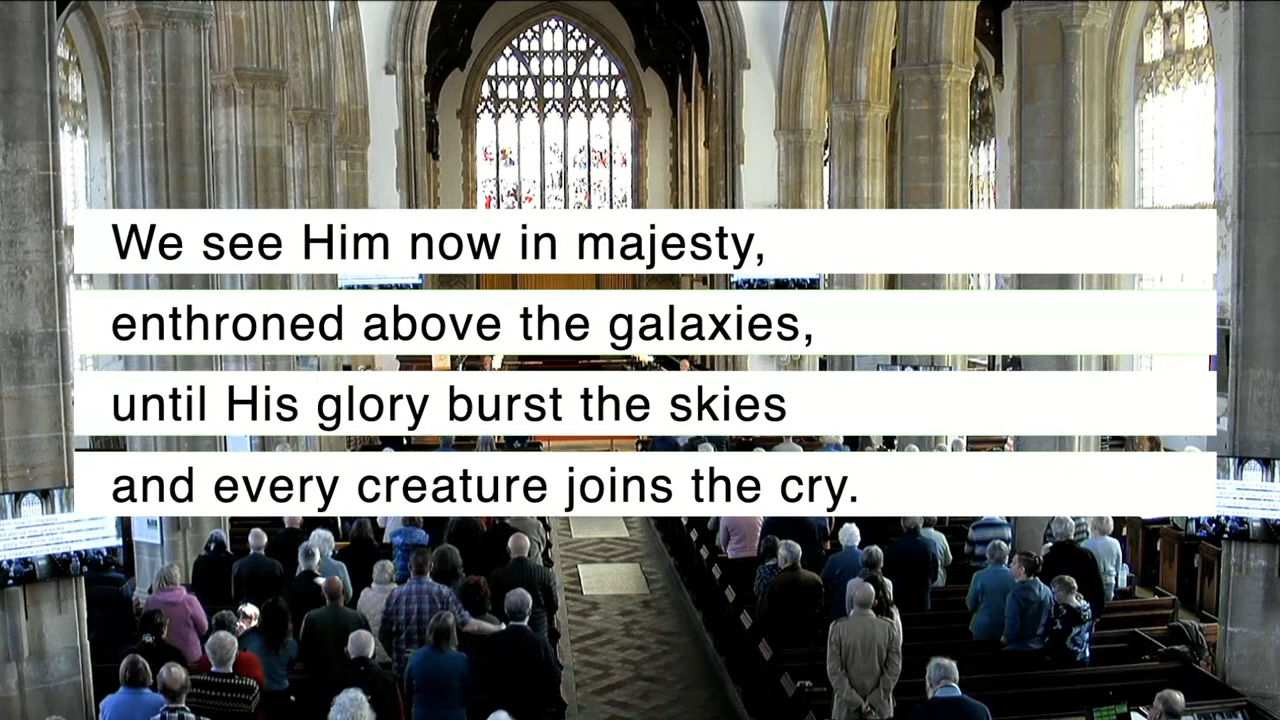 We see Him now in majesty,
enthroned above the galaxies,
until His glory burst the skies
and every creature joins the cry.